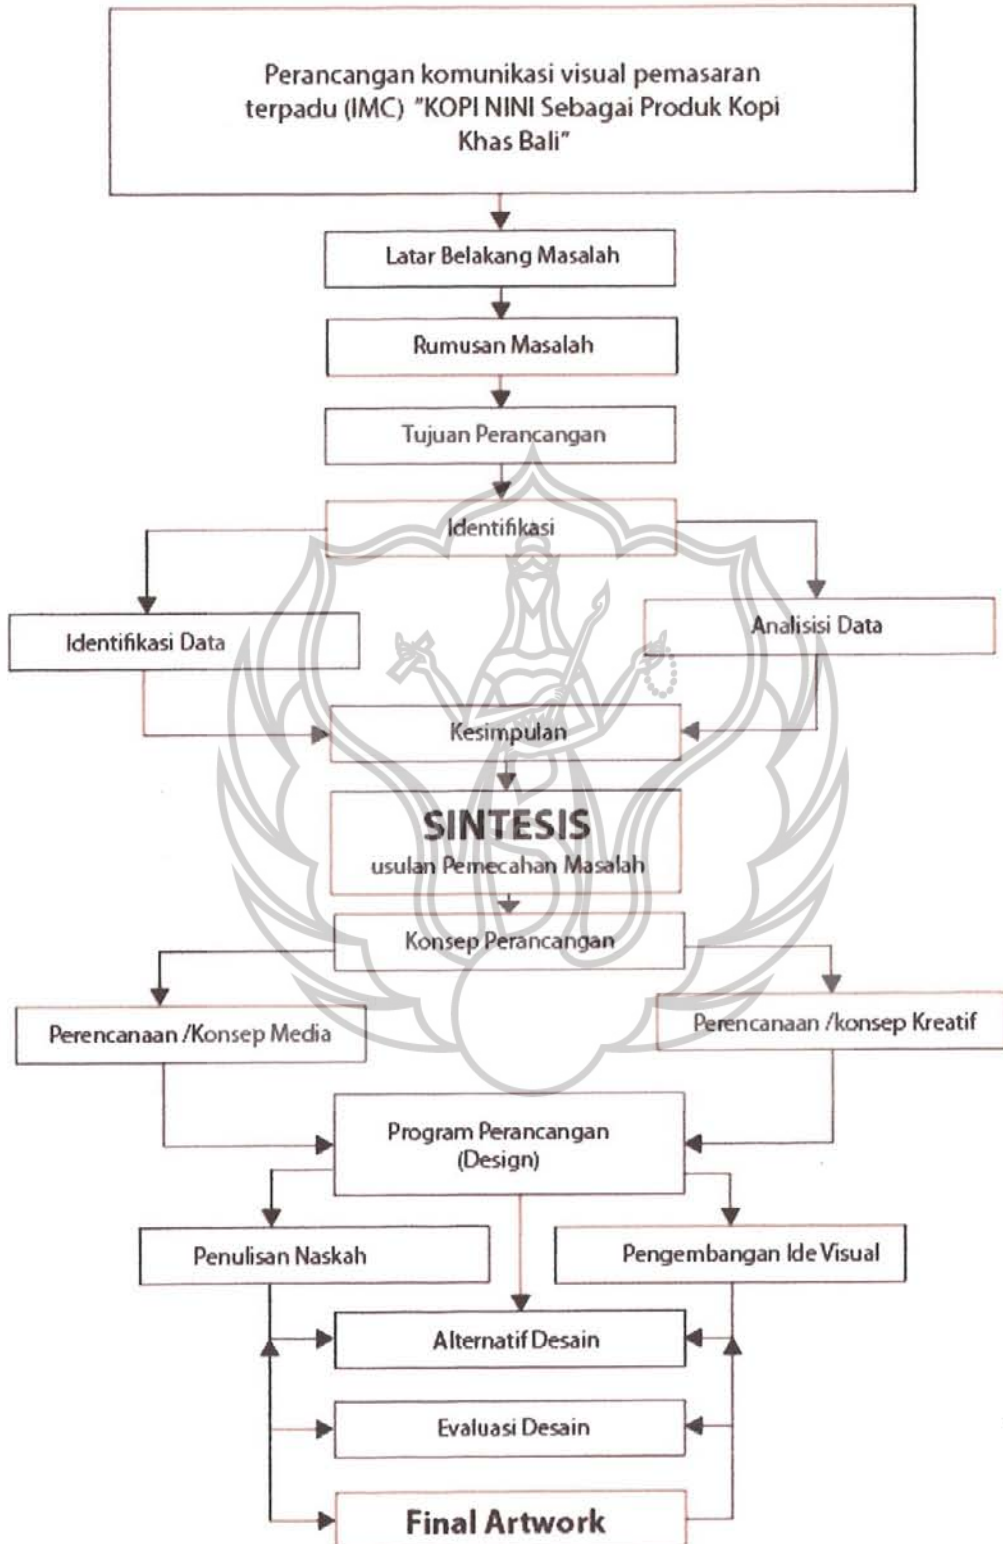 Perancangan komunikasi visual pemasaran
terpadu (IMC) "KOPI NINI Sebagai Produk Kopi
Khas Bali"
Latar Belakang Masalah
Rumusan Masalah
Tujuan Perancangan
Identifikasi
Identifikasi Data
Analisisi Data
Kesimpulan
SINTESIS
usulan Pemecahan Masalah
Konsep Perancangan
Perencanaan /Konsep Media
Perencanaan /konsep Kreatif
Program Perancangan
(Design)
Penulisan Naskah
Pengembangan Ide Visual
Alternatif Desain
Evaluasi Desain
Final Artwork